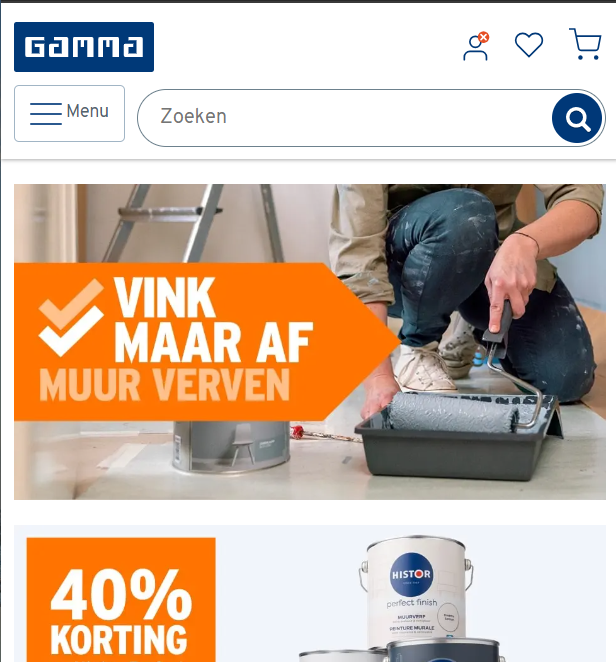 GAMMA
Menu
Zoeken
VINK
MAAR AF
MUUR VERVEN
40%
KORTING
HISTOR
perfect finish
MUURVERF
PEINTURE MURALE